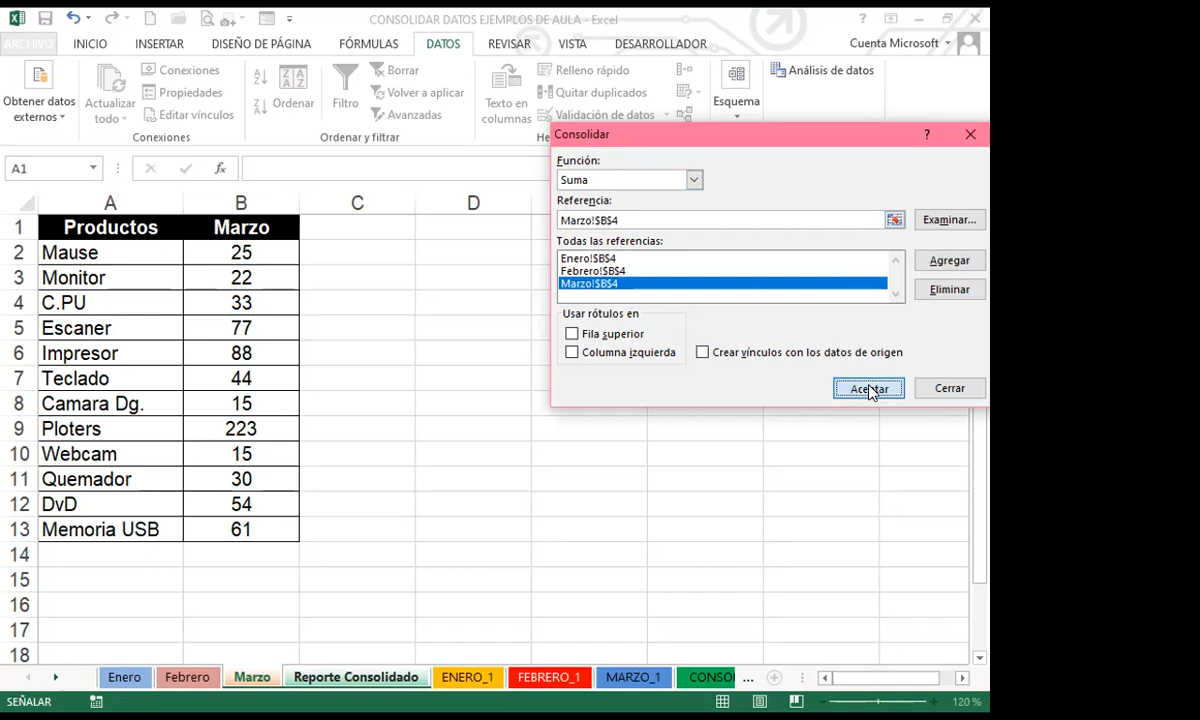 CONSOLIDAR DATOS EJEMPLOS DE AULA - Excel
ARCHIVO INICIO INSERTAR DISEÑO DE PÁGINA FÓRMULAS DATOS REVISAR VISTA DESARROLLADOR Cuenta Microsoft
Obtener datos externos
Actualizar todo
Conexiones
Propiedades
Editar vínculos
Conexiones
Ordenar
Filtro
Borrar
Volver a aplicar
Avanzadas
Ordenar y filtrar
Texto en columnas
Relleno rápido
Quitar duplicados
Validación de datos
Esquema
Análisis de datos
A1
Consolidar
Función:
Suma
Referencia:
Marzo!$B$4
Examinar...
Todas las referencias:
Enero!$B$4
Febrero!$B$4
Marzo!$B$4
Agregar
Eliminar
Usar rótulos en
Fila superior
Columna izquierda
Crear vínculos con los datos de origen
Aceptar
Cerrar
A B C D
1 Productos Marzo
2 Mause 25
3 Monitor 22
4 C.PU 33
5 Escaner 77
6 Impresor 88
7 Teclado 44
8 Camara Dg. 15
9 Ploters 223
10 Webcam 15
11 Quemador 30
12 DvD 54
13 Memoria USB 61
14
15
16
17
18
Enero Febrero Marzo Reporte Consolidado ENERO_1 FEBRERO_1 MARZO_1 CONSO ...
SEÑALAR
120 %